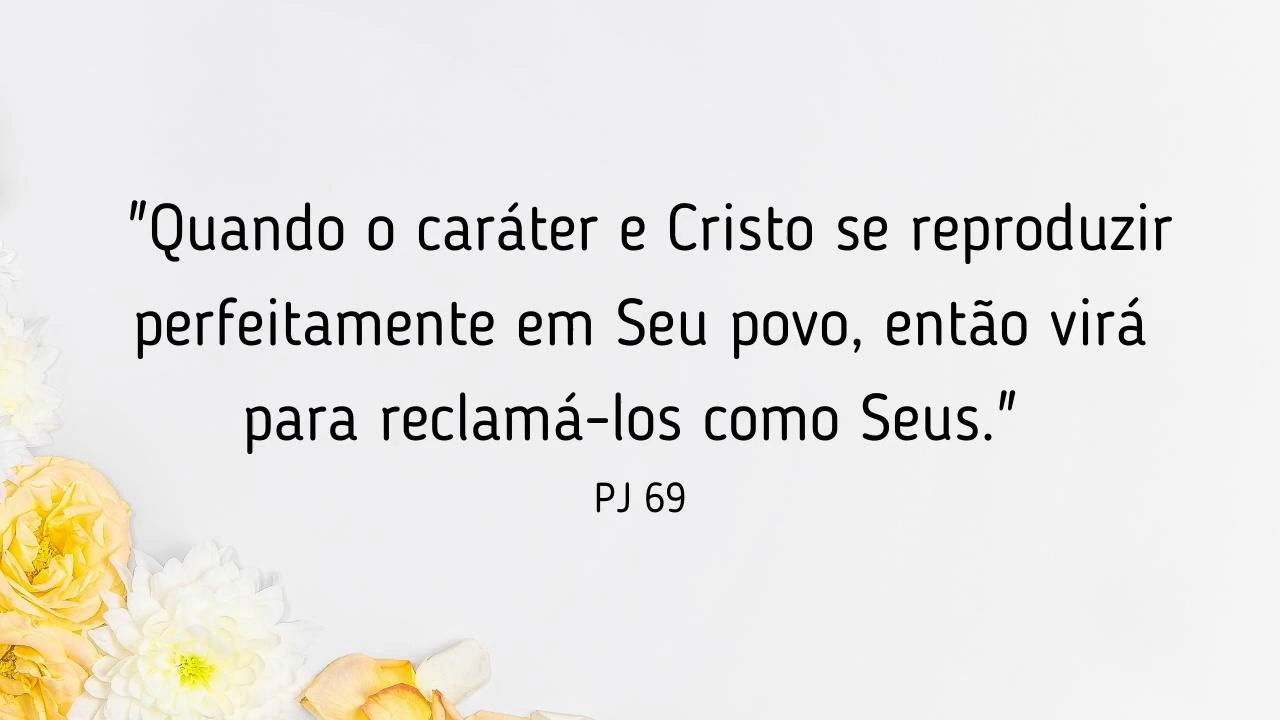 "Quando o caráter e Cristo se reproduzir
perfeitamente em Seu povo, então virá
para reclamá-los como Seus."
PJ 69